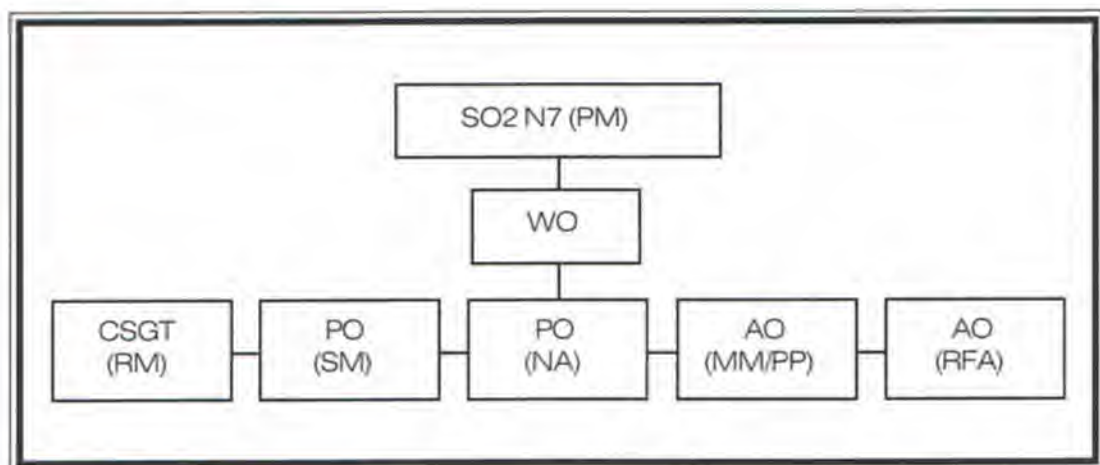 SO2 N7 (PM)
WO
CSGT
(RM)
PO
(SM)
PO
(NA)
AO
(MM/PP)
AO
(RFA)